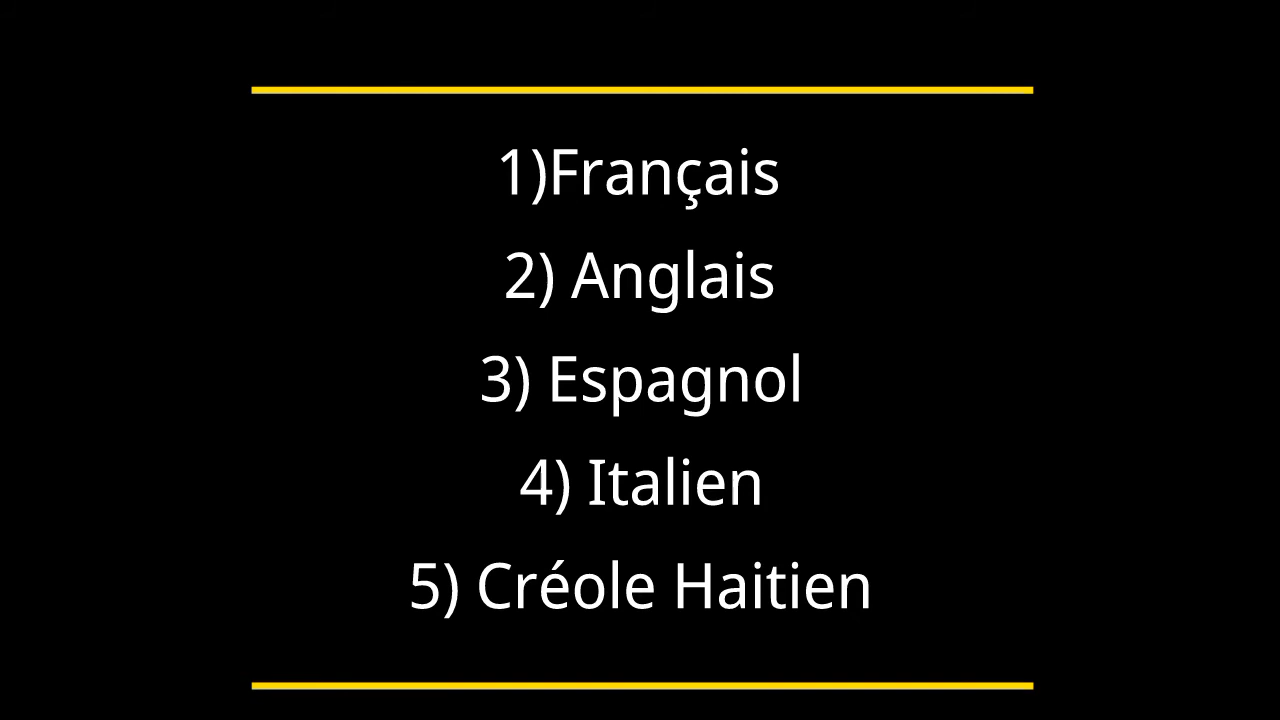 1)Français
2) Anglais
3) Espagnol
4) Italien
5) Créole Haitien